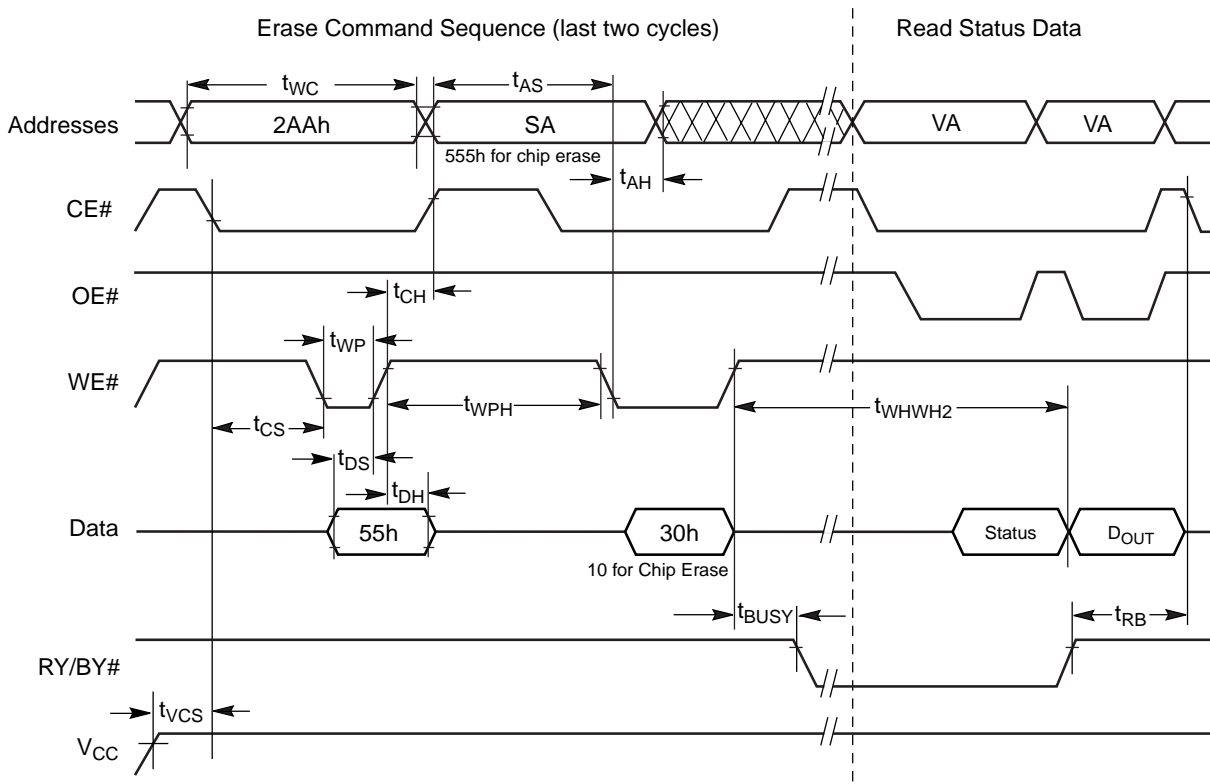 Erase Command Sequence (last two cycles)
Read Status Data
tWC
tAS
Addresses
2AAh
SA
VA
VA
555h for chip erase
tAH
CE#
OE#
tCH
tWP
WE#
tWPH
tWHWH2
tCS
tDS
tDH
Data
55h
30h
Status
DOUT
10 for Chip Erase
tBUSY
tRB
RY/BY#
tVCS
VCC